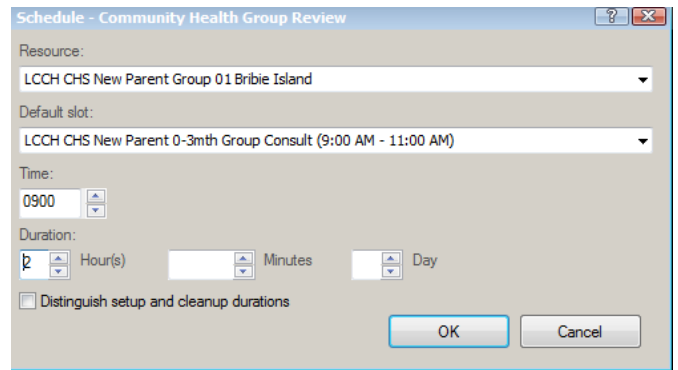 Schedule - Community Health Group Review
Resource:
LCCH CHS New Parent Group 01 Bribie Island
Default slot:
LCCH CHS New Parent 0-3mth Group Consult (9:00 AM - 11:00 AM)
Time:
0900
Duration:
2 Hour(s) Minutes Day
Distinguish setup and cleanup durations
OK Cancel